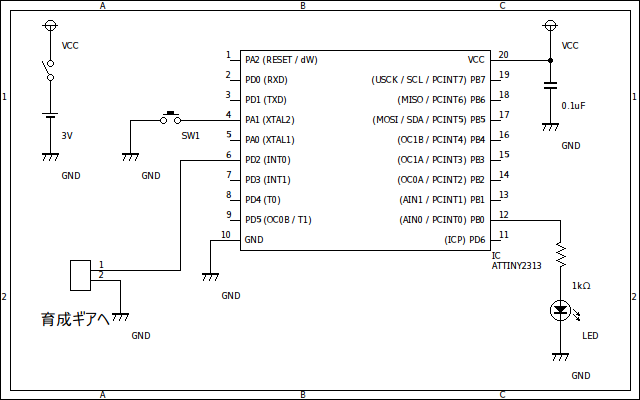 A B C
VCC
VCC
1 PA2 (RESET / dW)
VCC 20
2 PD0 (RXD)
(USCK / SCL / PCINT7) PB7 19
3 PD1 (TXD)
(MISO / PCINT6) PB6 18
1
1
0.1uF
4 PA1 (XTAL2)
(MOSI / SDA / PCINT5) PB5 17
3V
SW1
5 PA0 (XTAL1)
(OC1B / PCINT4) PB4 16
GND
6 PD2 (INT0)
(OC1A / PCINT3) PB3 15
GND
GND
7 PD3 (INT1)
(OC0A / PCINT2) PB2 14
8 PD4 (T0)
(AIN1 / PCINT1) PB1 13
9 PD5 (OC0B / T1)
(AIN0 / PCINT0) PB0 12
10 GND
(ICP) PD6 11
IC
ATTINY2313
1
2
1kΩ
GND
2
2
育成ギアへ
GND
LED
GND
A B C